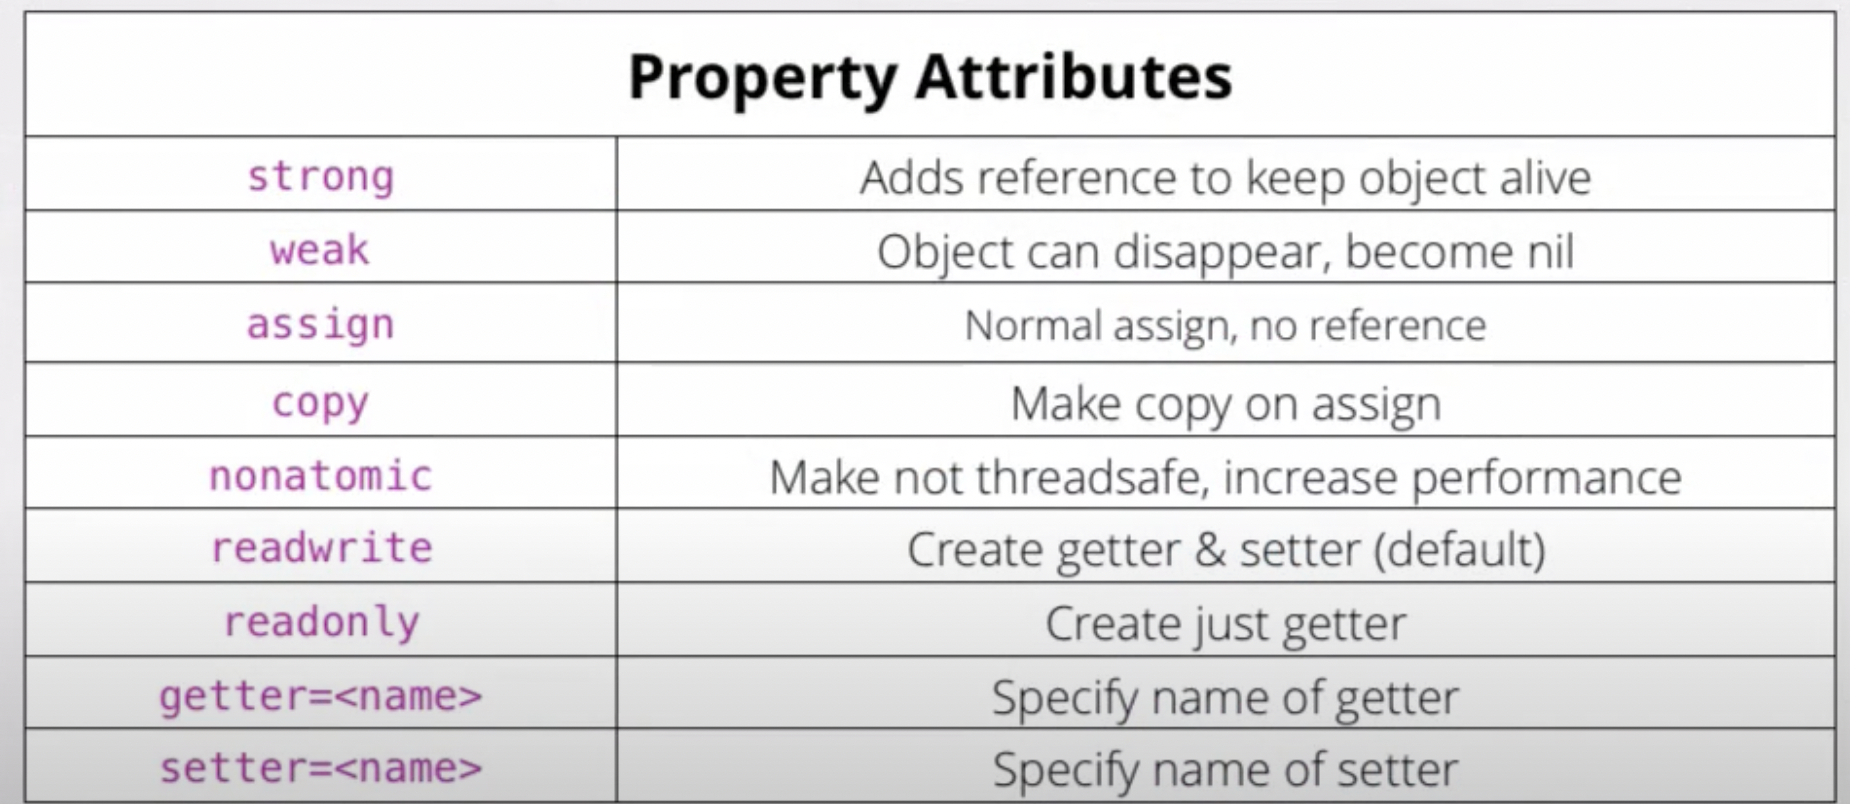 Property Attributes
strong Adds reference to keep object alive
weak Object can disappear, become nil
assign Normal assign, no reference
copy Make copy on assign
nonatomic Make not threadsafe, increase performance
readwrite Create getter & setter (default)
readonly Create just getter
getter=<name> Specify name of getter
setter=<name> Specify name of setter